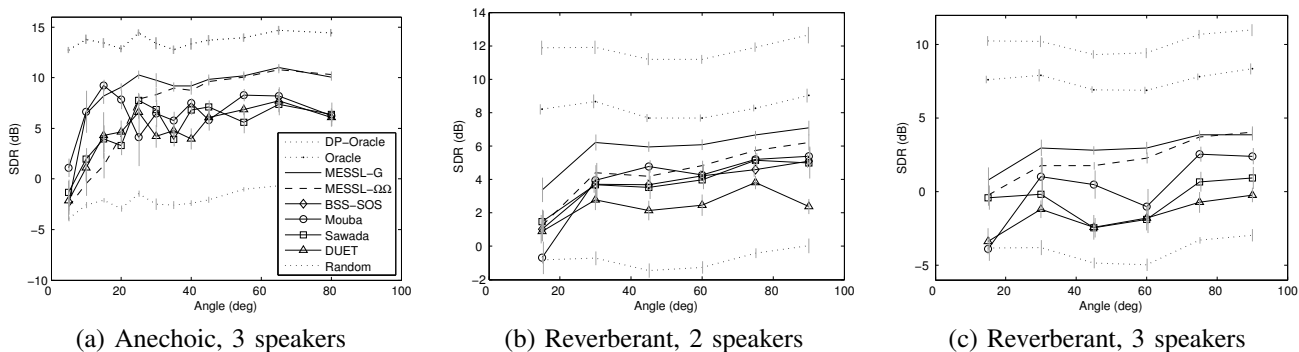 15
10
5
0
−5
−10
SDR (dB)
0
20
40
60
80
100
Angle (deg)
DP−Oracle
Oracle
MESSL−G
MESSL−ΩΩ
BSS−SOS
Mouba
Sawada
DUET
Random
(a) Anechoic, 3 speakers
14
12
10
8
6
4
2
0
−2
SDR (dB)
0
20
40
60
80
100
Angle (deg)
(b) Reverberant, 2 speakers
10
5
0
−5
SDR (dB)
0
20
40
60
80
100
Angle (deg)
(c) Reverberant, 3 speakers